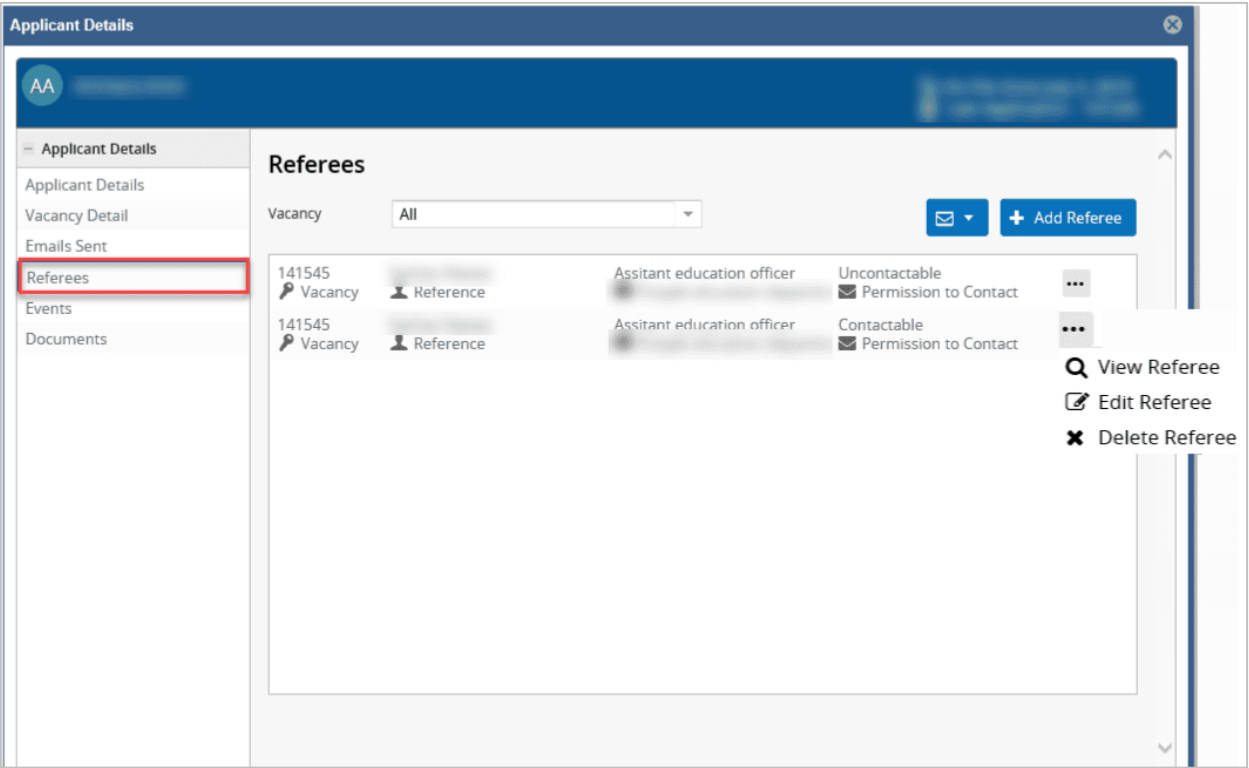 Applicant Details
AA
Applicant Details
Applicant Details
Vacancy Detail
Emails Sent
Referees
Events
Documents
Referees
Vacancy All
Add Referee
141545 Assitant education officer Uncontactable
Vacancy Reference Permission to Contact
141545 Assitant education officer Contactable
Vacancy Reference Permission to Contact
View Referee
Edit Referee
Delete Referee